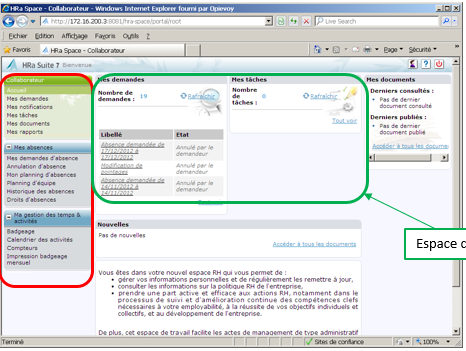 HRa Suite 7 - Collaborateur - Windows Internet Explorer fourni par Opievoy
http://172.16.200.3:8081/hra-space/portal/root
Live Search
Fichier Edition Affichage Favoris Outils ?
Favoris HRa Suite 7 - Collaborateur
Page Sécurité
HRa Suite 7 Bienvenue
Collaborateur
Accueil
Mes demandes
Mes notifications
Mes tâches
Mes documents
Mes rapports
Mes absences
Mes demandes d'absence
Annulation d'absence
Mon planning d'absences
Planning d'équipe
Historique des absences
Droits d'absences
Ma gestion des temps &
activités
Badgeage
Calendrier des activités
Compteurs
Impression badgeage
mensuel
Mes demandes
Nombre de
demandes : 19 Rafraîchir
Libellé Etat
Absence demandée de
17/12/2012 à
17/12/2012
Annulé par le
demandeur
Modification de
pointages
Annulé par le
demandeur
Absence demandée de
14/11/2012 à
14/11/2012
Annulé par le
demandeur
Mes tâches
Nombre
de
tâches :
0 Rafraîchir
Tout voir
Mes documents
Derniers consultés :
Pas de dernier
document consulté
Derniers publiés :
Pas de dernier
document publié
Accéder à tous les docume
Nouvelles
Pas de nouvelles
Accéder à tous les documents
Espace d
Vous êtes dans votre nouvel espace RH qui vous permet de :
gérer vos informations personnelles et de régulièrement les remettre à jour,
consulter les informations sur la politique RH de l'entreprise,
prendre une part active et efficace aux actions RH, notamment dans le
processus de suivi et d'amélioration continue des compétences clefs
nécessaires à votre employabilité, à la réussite de vos objectifs individuels et
collectifs, et au développement de l'entreprise.
De plus, cet espace de travail facilite les actes de management de type administratif
Terminé Sites de confiance 100%